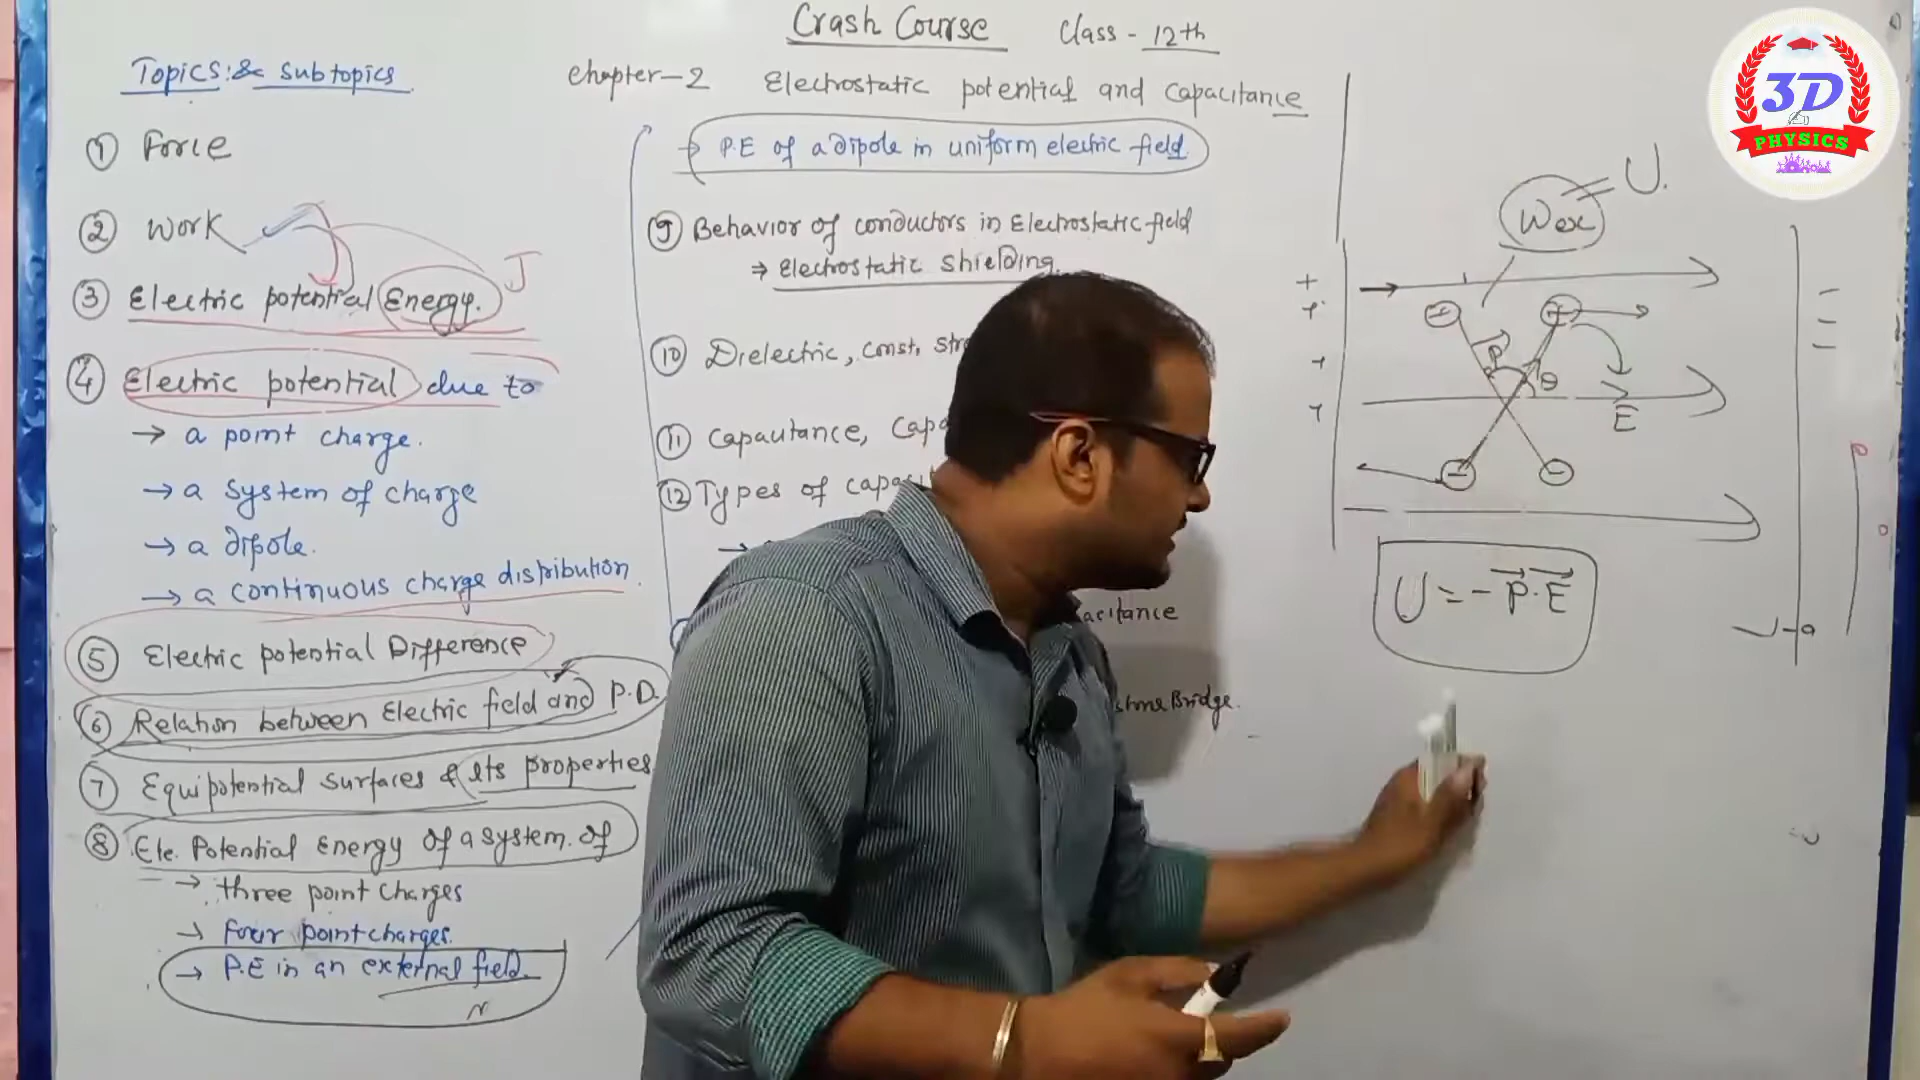 Crash Course Class - 12th
Chapter-2 Electrostatic potential and Capacitance
Topics:& subtopics
① Force
② Work
③ Electric potential Energy.
J
④ Electric potential due to
→ a point charge.
→ a system of charge
→ a dipole.
→ a continuous charge distribution
⑤ Electric potential Difference
⑥ Relation between Electric field and P.D.
⑦ Equipotential surfaces & its properties
⑧ Ele. Potential Energy of a system of
→ three point charges
→ four point charges.
→ P.E in an external field.
→ P.E of a dipole in uniform electric field.
⑨ Behavior of conductors in Electrostatic field
⇒ Electrostatic Shielding.
⑩ Dielectric, Const,
⑪ Capacitance,
⑫ Types of
acitance
Bridge.
U.
Wex
+
+
+
+
+ +
P θ
E
- -
U = - P . E
3D
PHYSICS